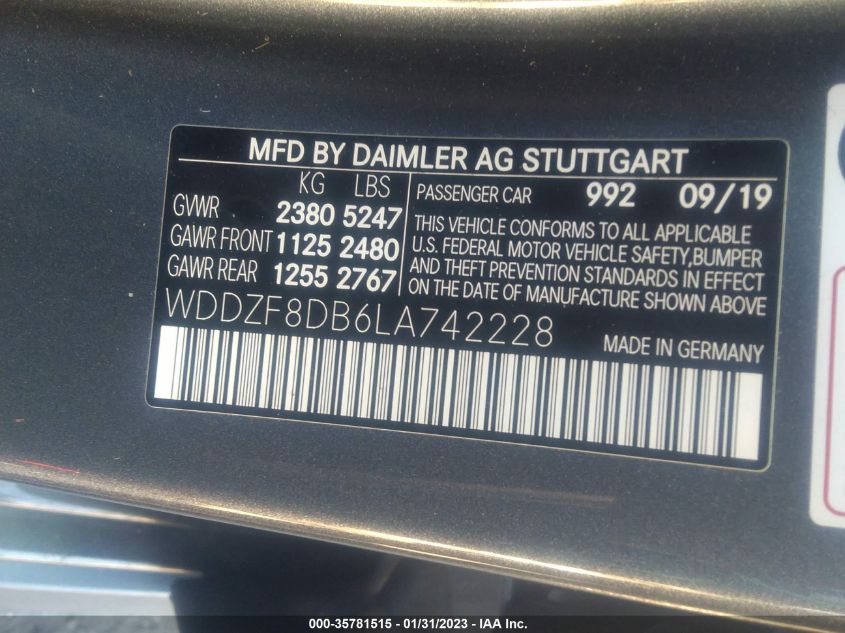 MFD BY DAIMLER AG STUTTGART
KG LBS
GVWR 2380 5247
GAWR FRONT 1125 2480
GAWR REAR 1255 2767
PASSENGER CAR 992 09/19
THIS VEHICLE CONFORMS TO ALL APPLICABLE
U.S. FEDERAL MOTOR VEHICLE SAFETY,BUMPER
AND THEFT PREVENTION STANDARDS IN EFFECT
ON THE DATE OF MANUFACTURE SHOWN ABOVE
WDDZF8DB6LA742228
MADE IN GERMANY
000-35781515 - 01/31/2023 - IAA Inc.